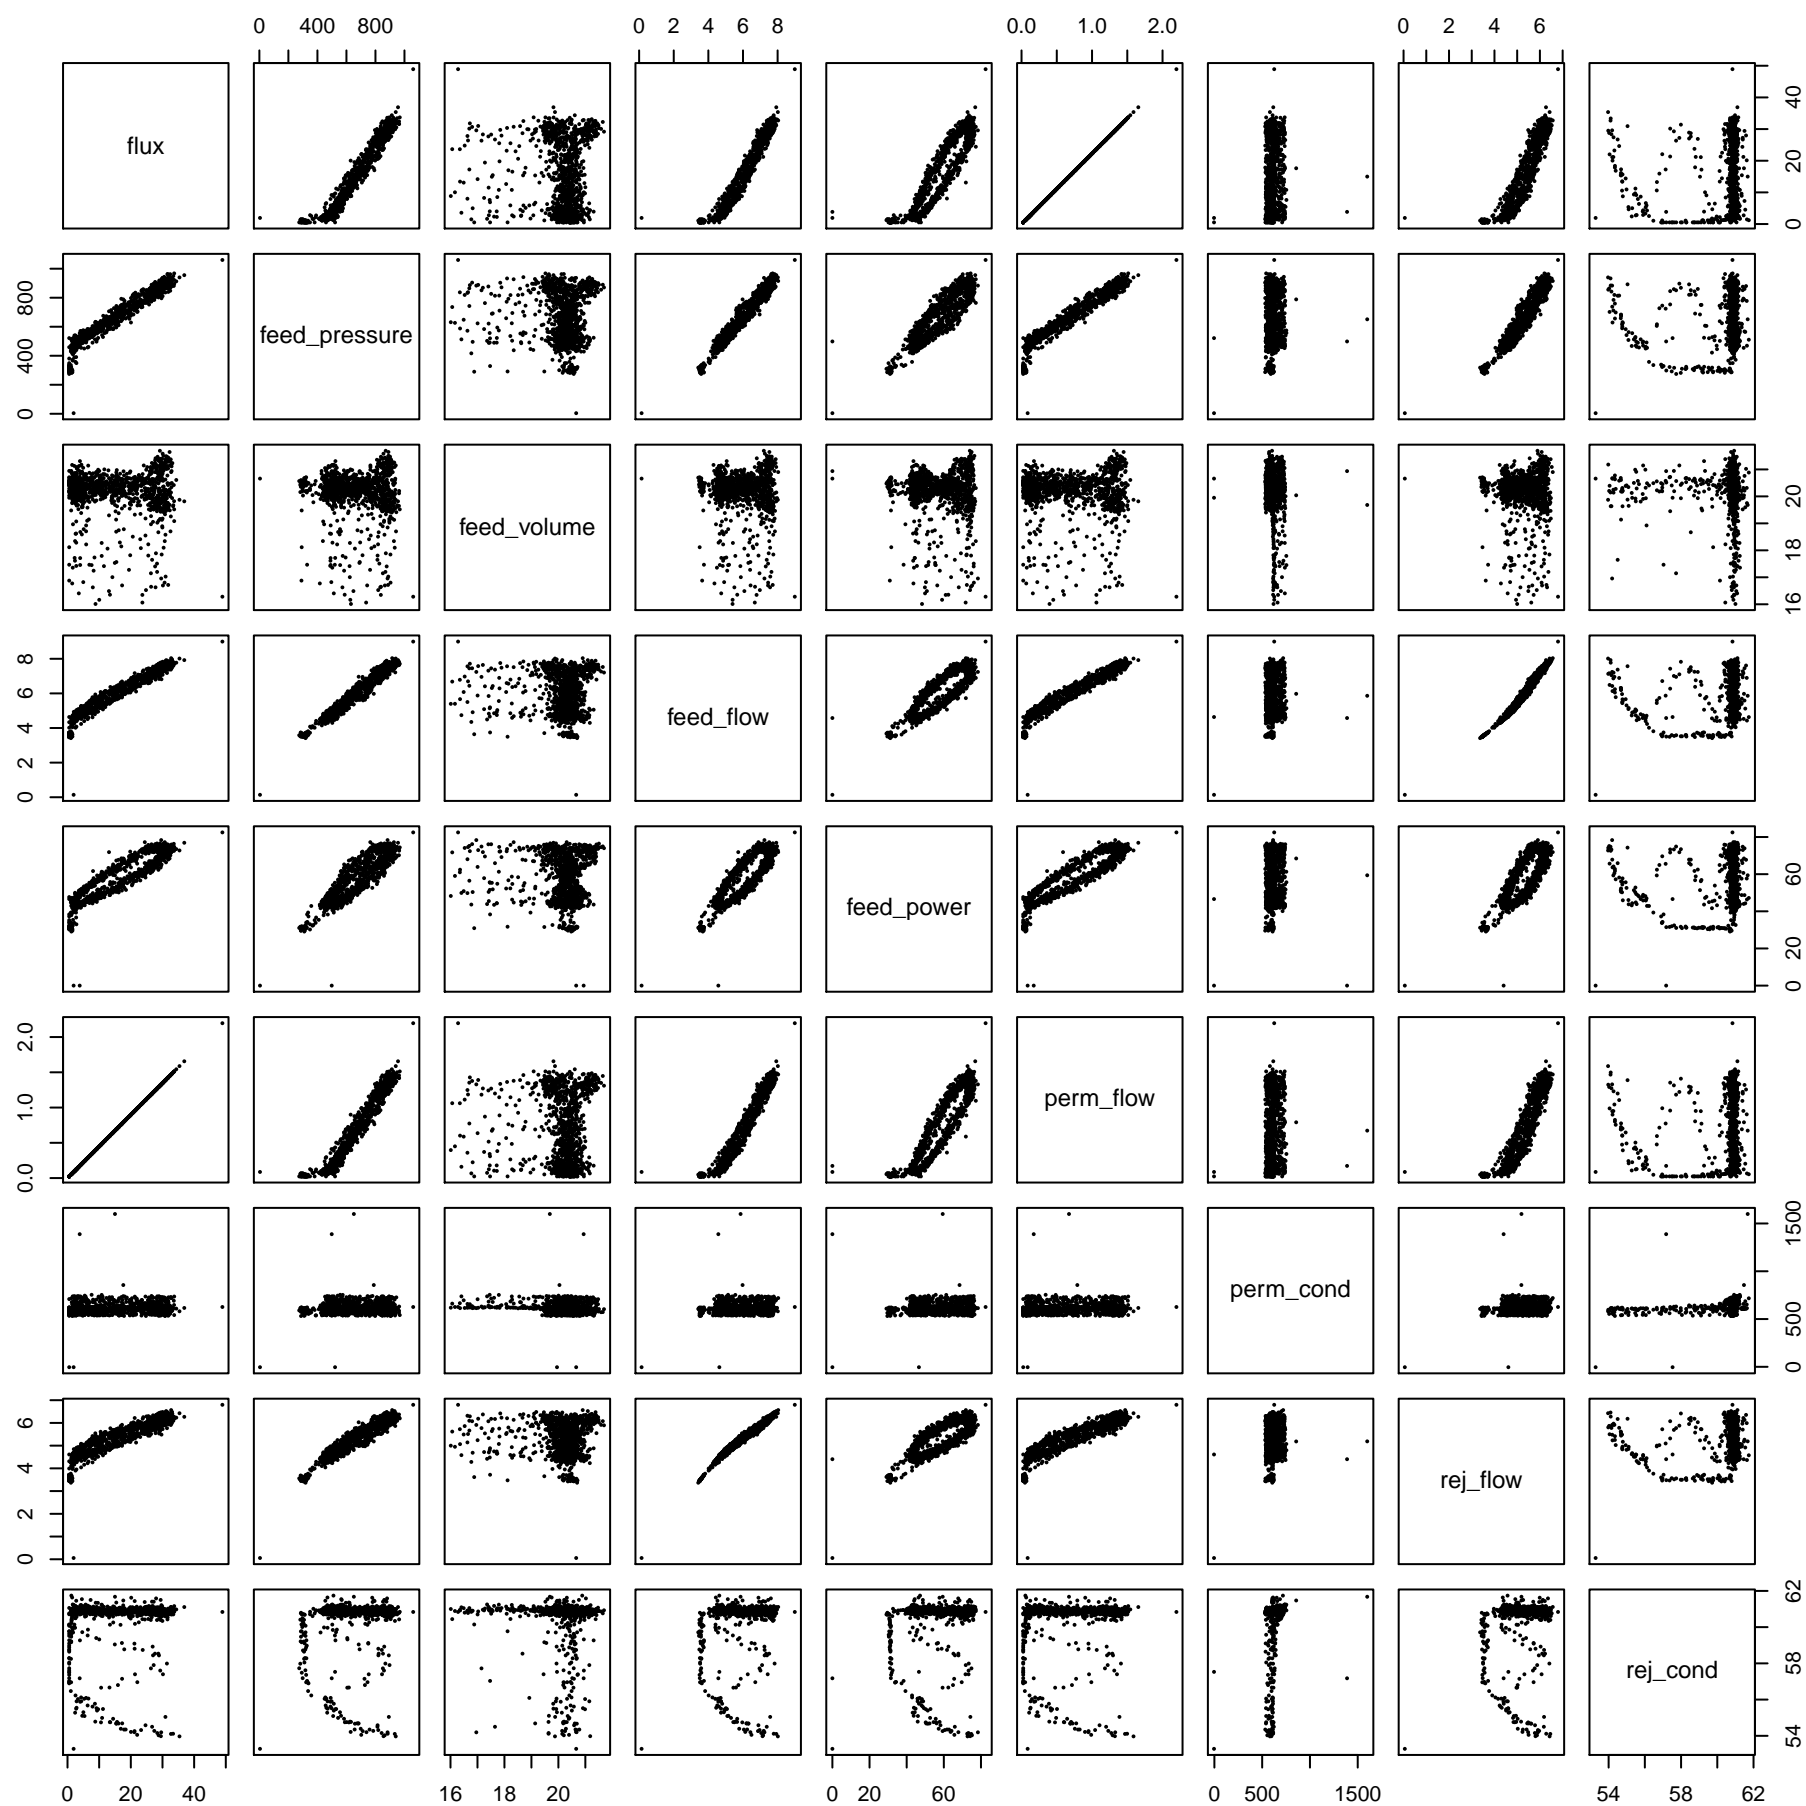 0 400 800 0 2 4 6 8 0.0 1.0 2.0 0 2 4 6
flux 0 20 40
0 400 800 feed_pressure
feed_volume 16 18 20
0 2 4 6 8 feed_flow
feed_power 0 20 60
0.0 1.0 2.0 perm_flow
perm_cond 0 500 1500
0 2 4 6 rej_flow
rej_cond 54 58 62
0 20 40 16 18 20 0 20 60 0 500 1500 54 58 62